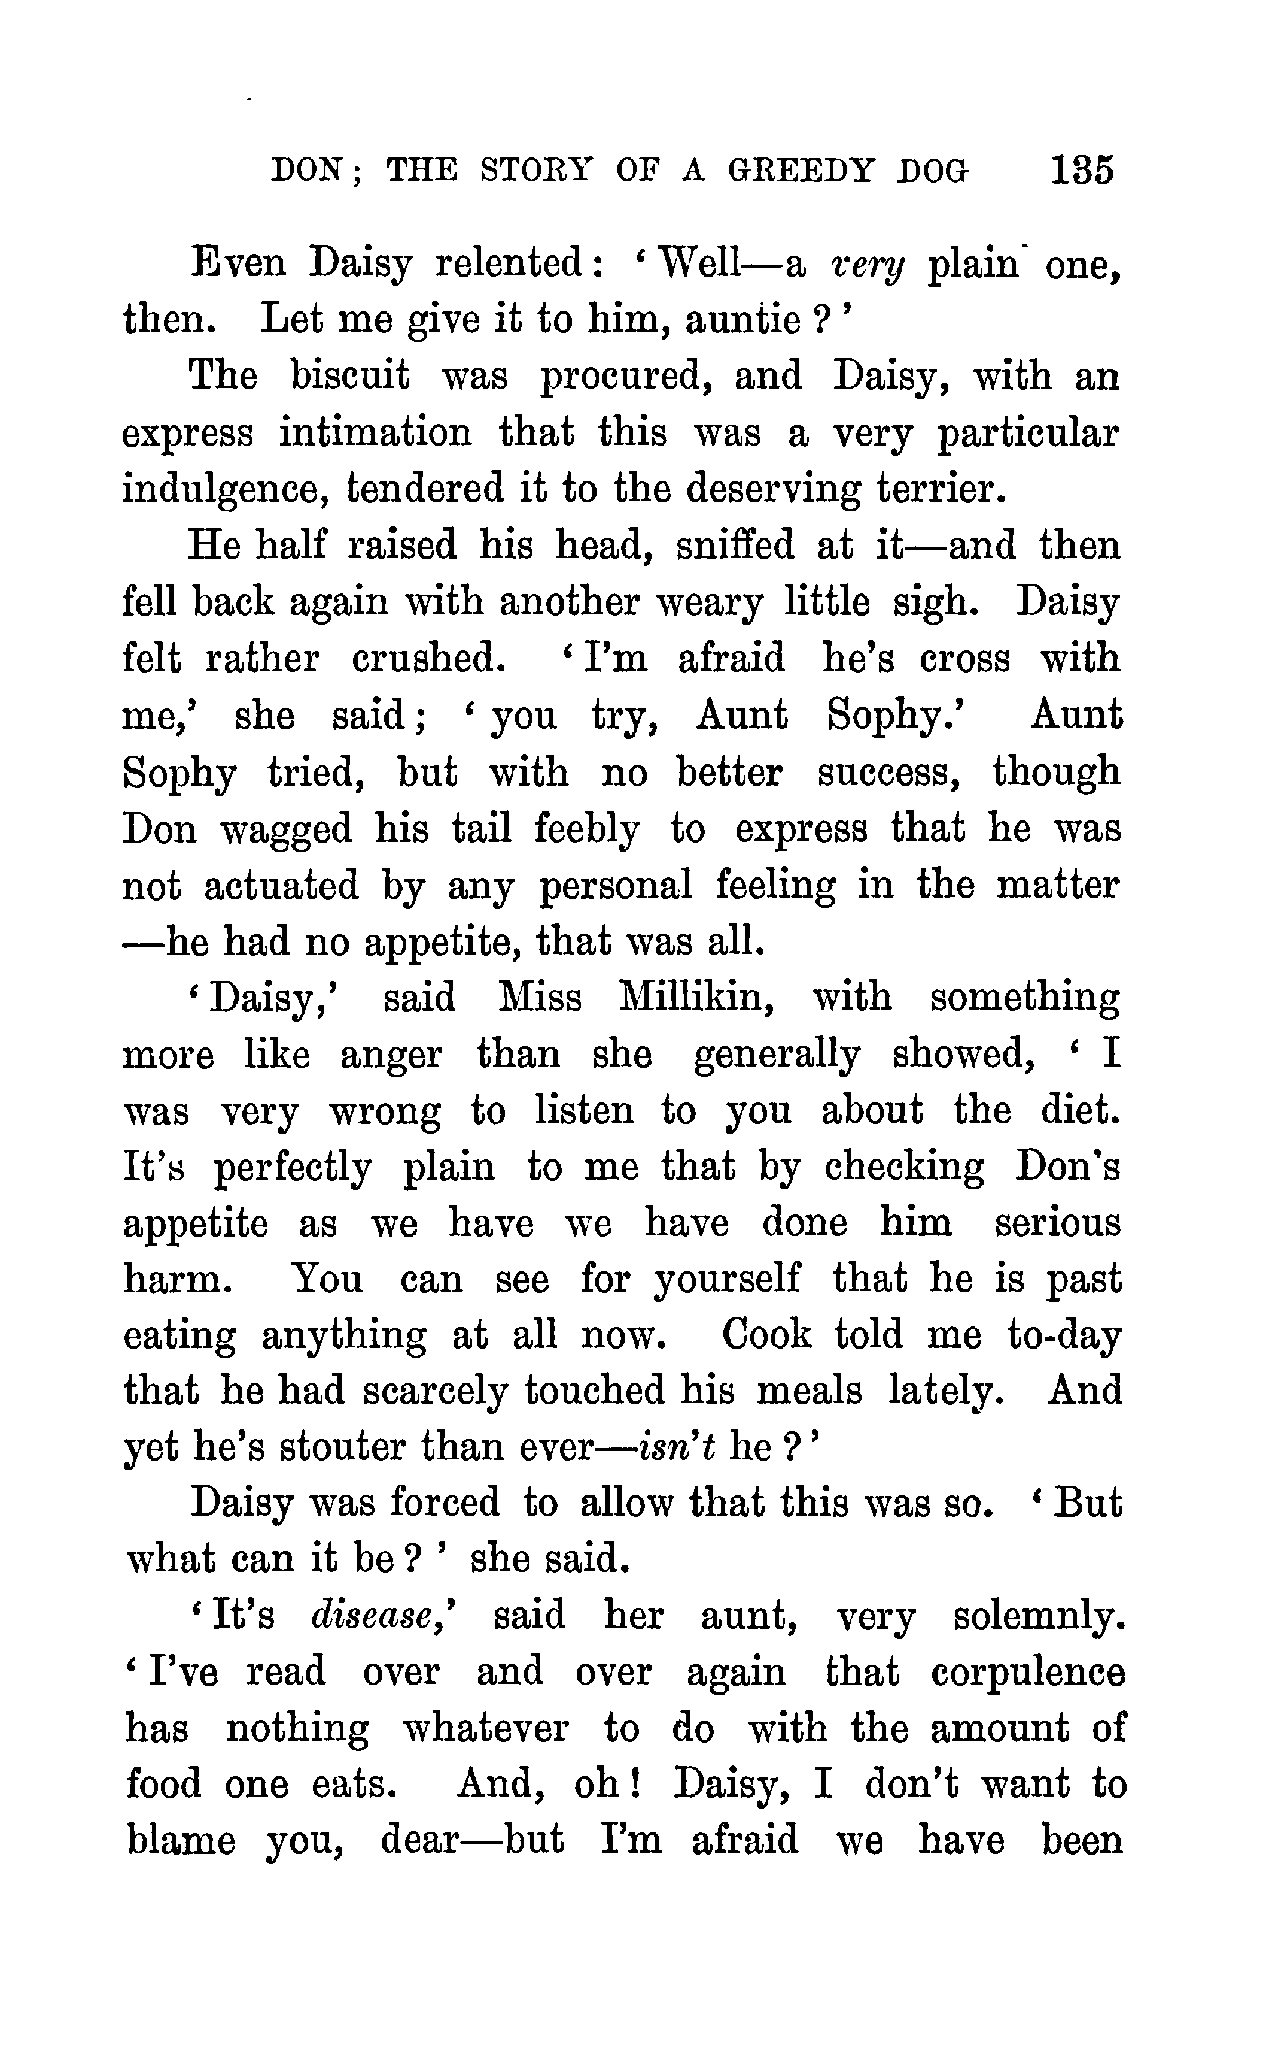 DON; THE STORY OF A GREEDY DOG 135
Even Daisy relented: ‘Well—a very plain one,
then. Let me give it to him, auntie?’
The biscuit was procured, and Daisy, with an
express intimation that this was a very particular
indulgence, tendered it to the deserving terrier.
He half raised his head, sniffed at it—and then
fell back again with another weary little sigh. Daisy
felt rather crushed. ‘I’m afraid he’s cross with
me,’ she said; ‘you try, Aunt Sophy.’ Aunt
Sophy tried, but with no better success, though
Don wagged his tail feebly to express that he was
not actuated by any personal feeling in the matter
—he had no appetite, that was all.
‘Daisy,’ said Miss Millikin, with something
more like anger than she generally showed, ‘I
was very wrong to listen to you about the diet.
It’s perfectly plain to me that by checking Don’s
appetite as we have we have done him serious
harm. You can see for yourself that he is past
eating anything at all now. Cook told me to-day
that he had scarcely touched his meals lately. And
yet he’s stouter than ever—isn’t he?’
Daisy was forced to allow that this was so. ‘But
what can it be?’ she said.
‘It’s disease,’ said her aunt, very solemnly.
‘I’ve read over and over again that corpulence
has nothing whatever to do with the amount of
food one eats. And, oh! Daisy, I don’t want to
blame you, dear—but I’m afraid we have been